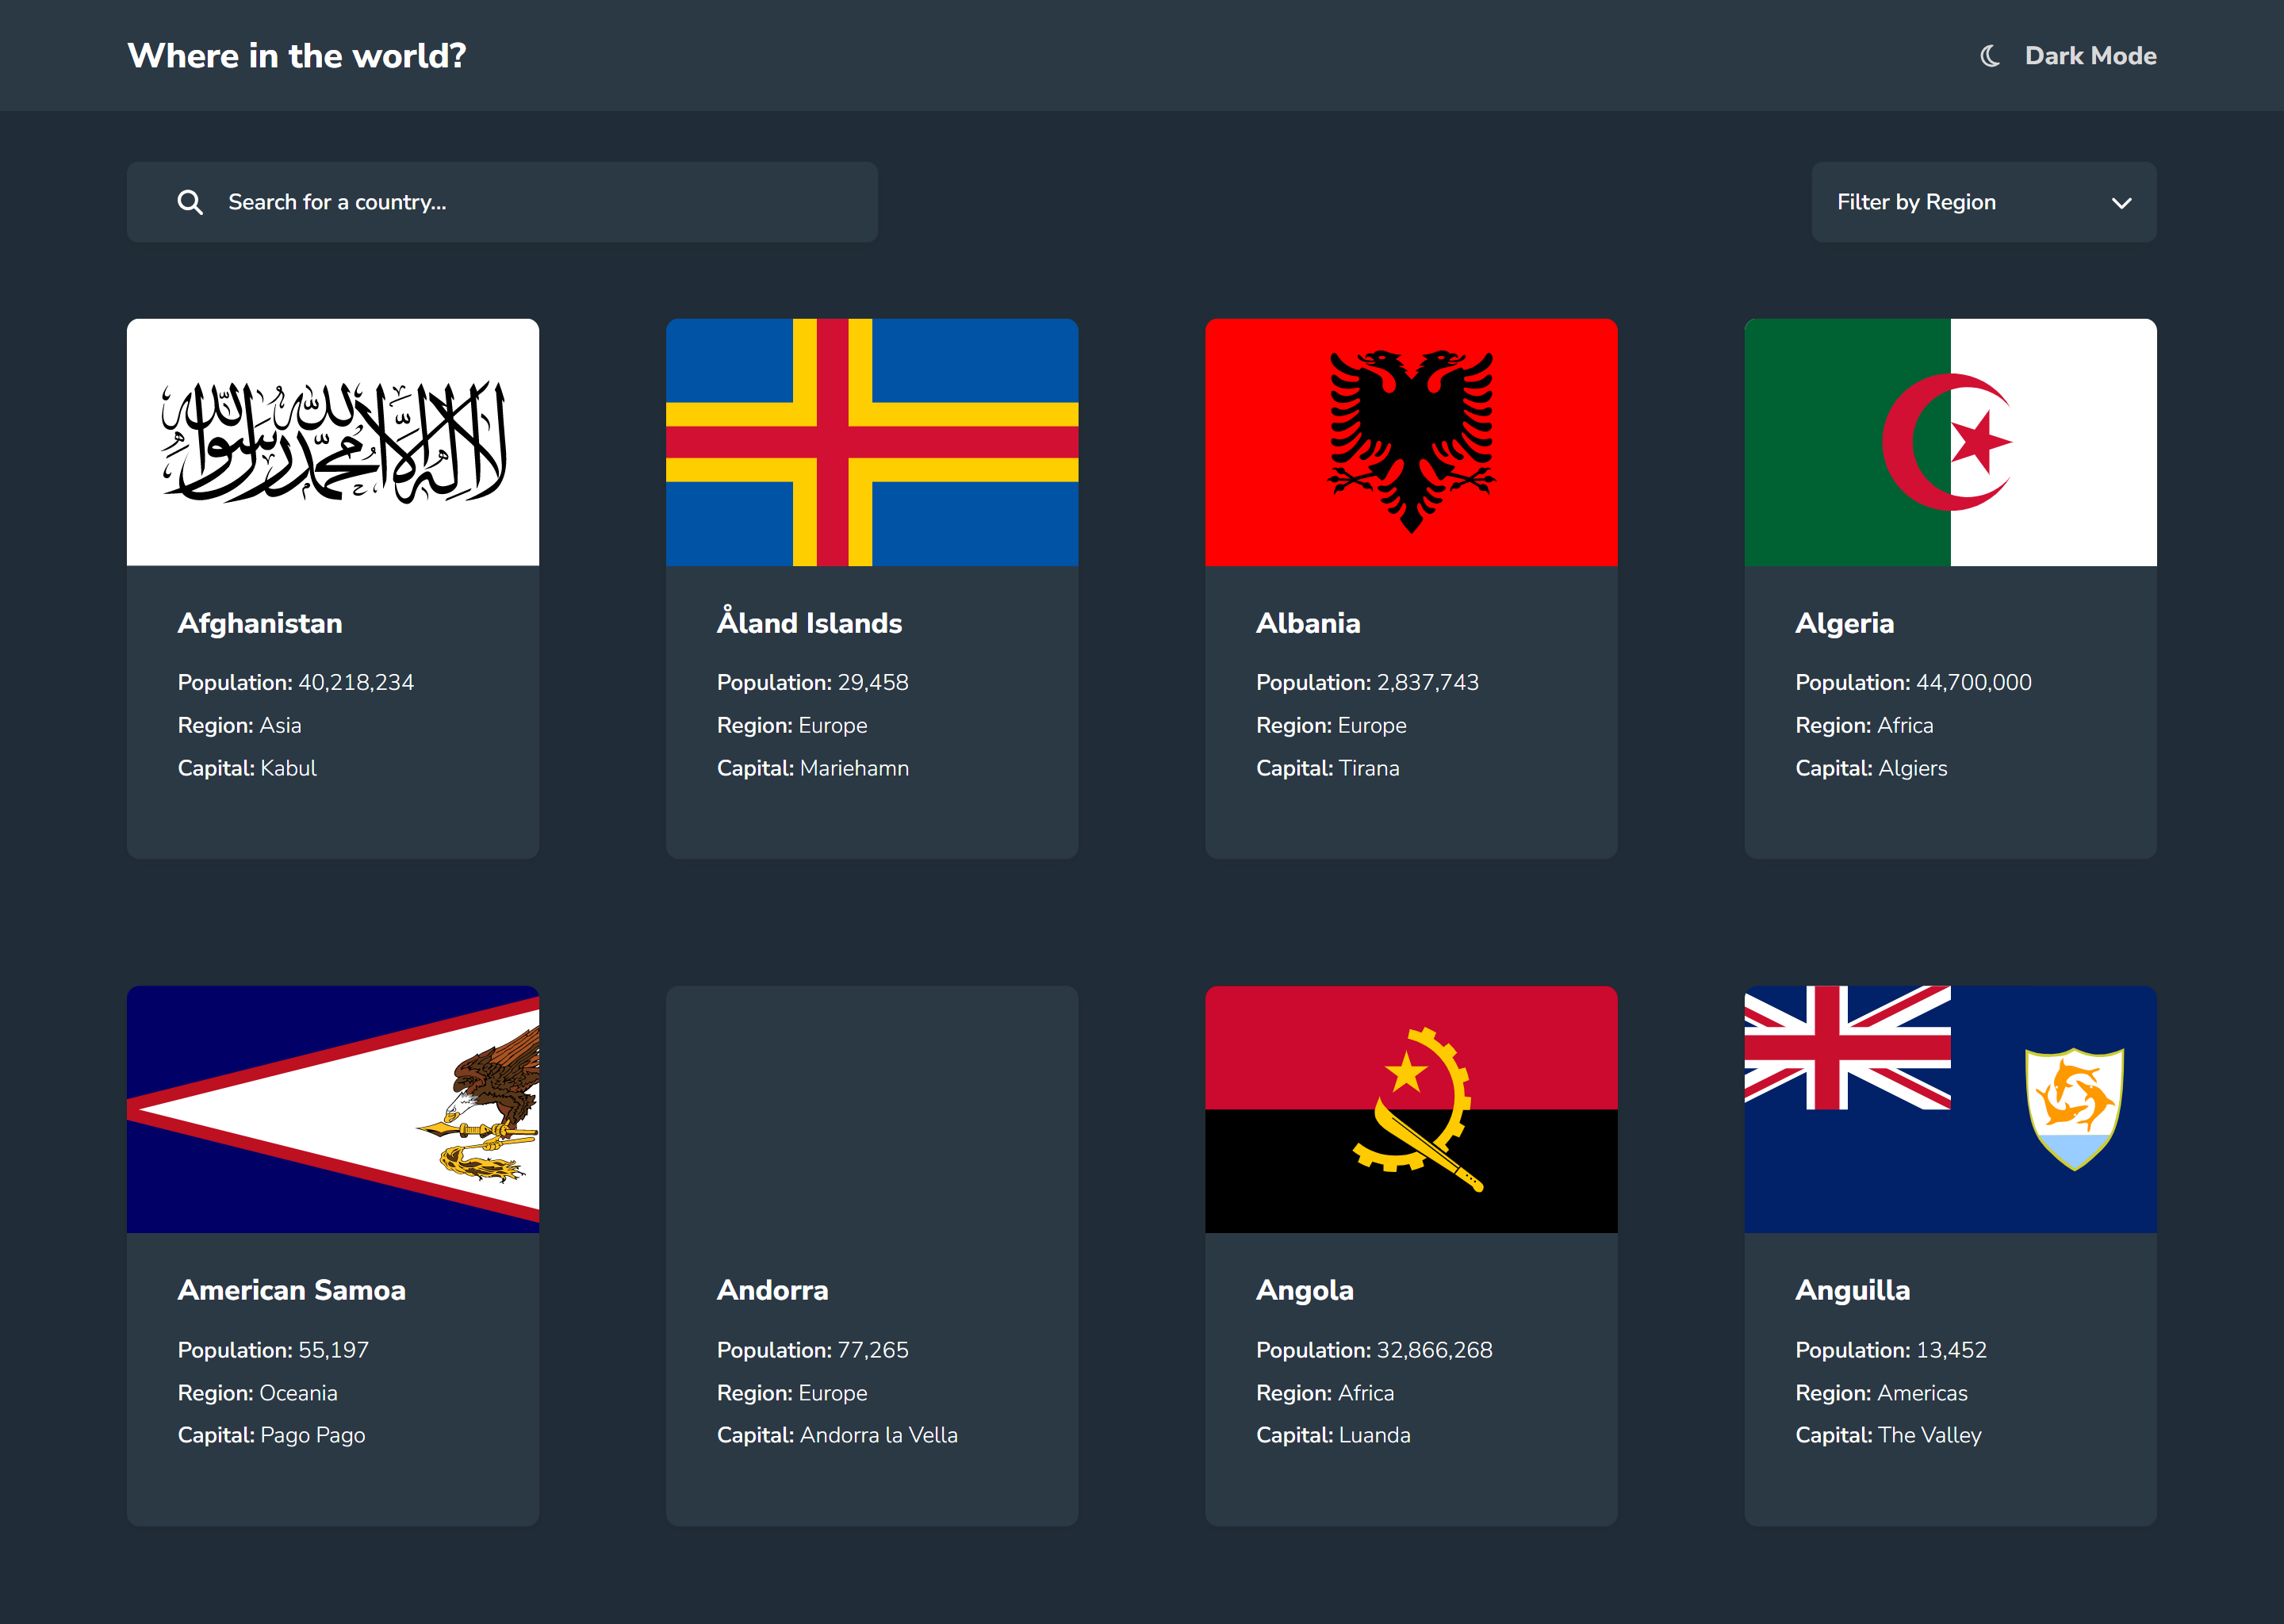 Where in the world?
Dark Mode
Search for a country...
Filter by Region
لا إله إلا الله محمد رسول الله
Afghanistan
Population: 40,218,234
Region: Asia
Capital: Kabul
Åland Islands
Population: 29,458
Region: Europe
Capital: Mariehamn
Albania
Population: 2,837,743
Region: Europe
Capital: Tirana
Algeria
Population: 44,700,000
Region: Africa
Capital: Algiers
American Samoa
Population: 55,197
Region: Oceania
Capital: Pago Pago
Andorra
Population: 77,265
Region: Europe
Capital: Andorra la Vella
Angola
Population: 32,866,268
Region: Africa
Capital: Luanda
Anguilla
Population: 13,452
Region: Americas
Capital: The Valley